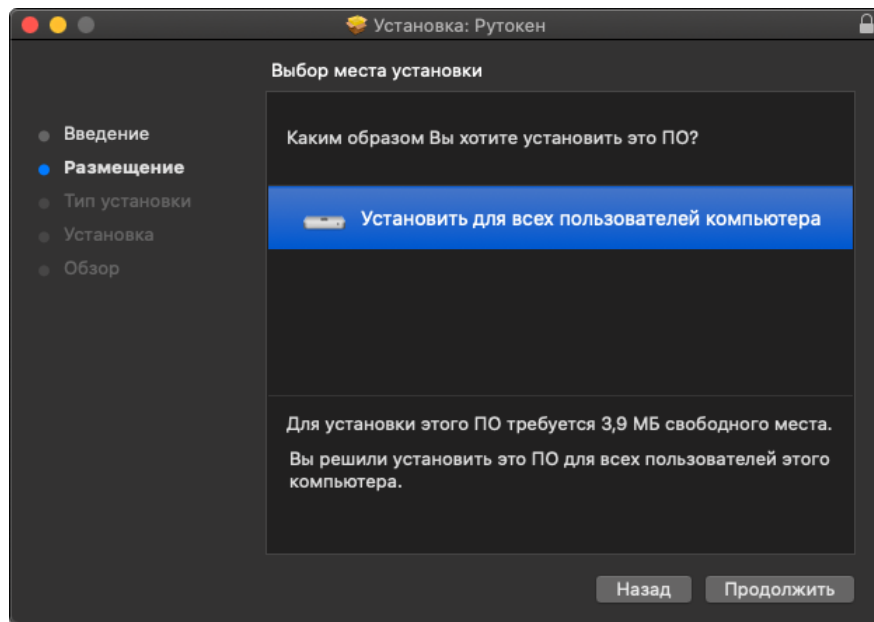 Установка: Рутокен
Выбор места установки
Введение
Размещение
Тип установки
Установка
Обзор
Каким образом Вы хотите установить это ПО?
Установить для всех пользователей компьютера
Для установки этого ПО требуется 3,9 МБ свободного места.
Вы решили установить это ПО для всех пользователей этого
компьютера.
Назад
Продолжить